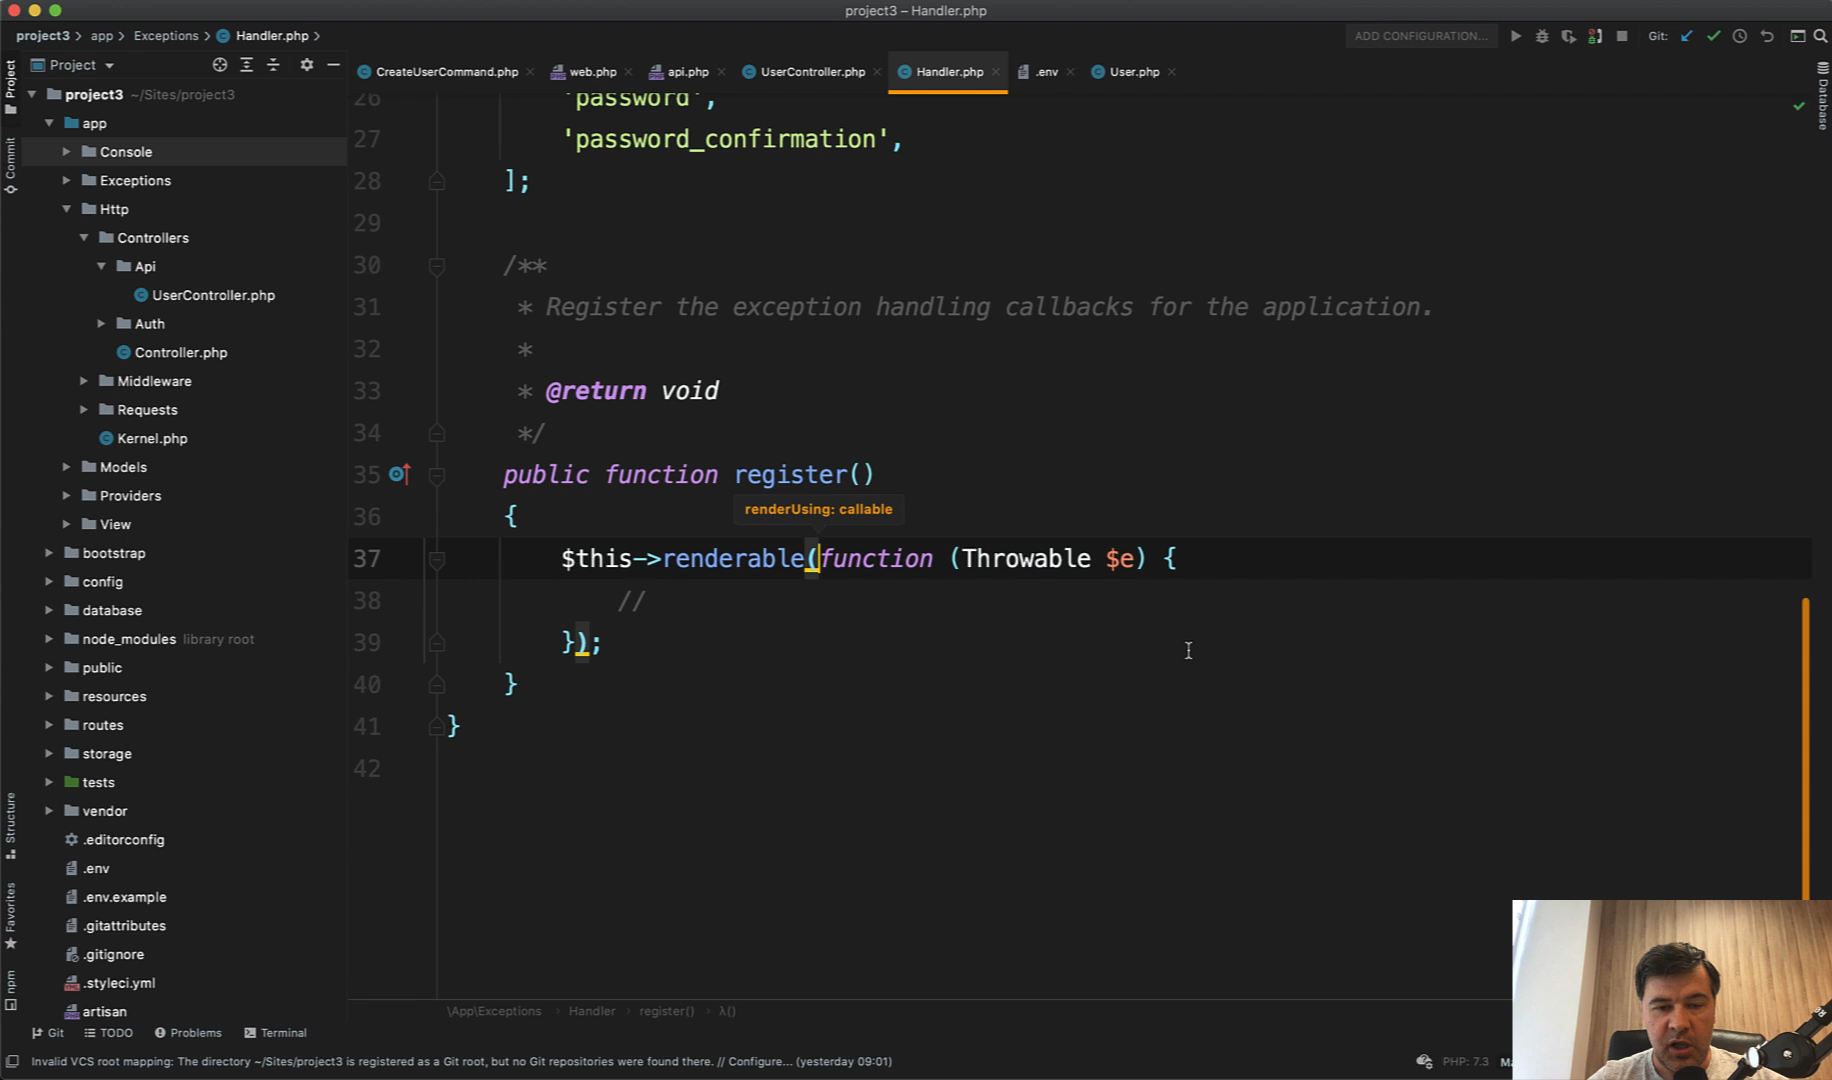 project3 – Handler.php
project3 app Exceptions Handler.php
ADD CONFIGURATION... Git:
Project
CreateUserCommand.php web.php api.php UserController.php Handler.php .env User.php
Project
Commit
Structure
Favorites
npm
Database
project3 ~/Sites/project3
app
Console
Exceptions
Http
Controllers
Api
UserController.php
Auth
Controller.php
Middleware
Requests
Kernel.php
Models
Providers
View
bootstrap
config
database
node_modules library root
public
resources
routes
storage
tests
vendor
.editorconfig
.env
.env.example
.gitattributes
.gitignore
.styleci.yml
artisan
26 'password',
27 'password_confirmation',
28 ];
29
30 /**
31 * Register the exception handling callbacks for the application.
32 *
33 * @return void
34 */
35 public function register()
36 {
renderUsing: callable
37 $this->renderable(function (Throwable $e) {
38 //
39 });
40 }
41 }
42
\App\Exceptions Handler register() λ()
Git TODO Problems Terminal
Invalid VCS root mapping: The directory ~/Sites/project3 is registered as a Git root, but no Git repositories were found there. // Configure... (yesterday 09:01)
PHP: 7.3